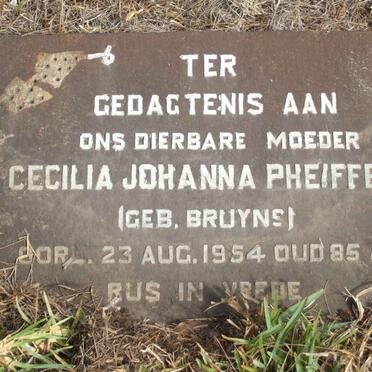 TER
GEDAGTENIS AAN
ONS DIERBARE MOEDER
CECILIA JOHANNA PHEIFFE
(GEB. BRUYNS)
OORL. 23 AUG. 1954 OUD 85
RUS IN VREDE